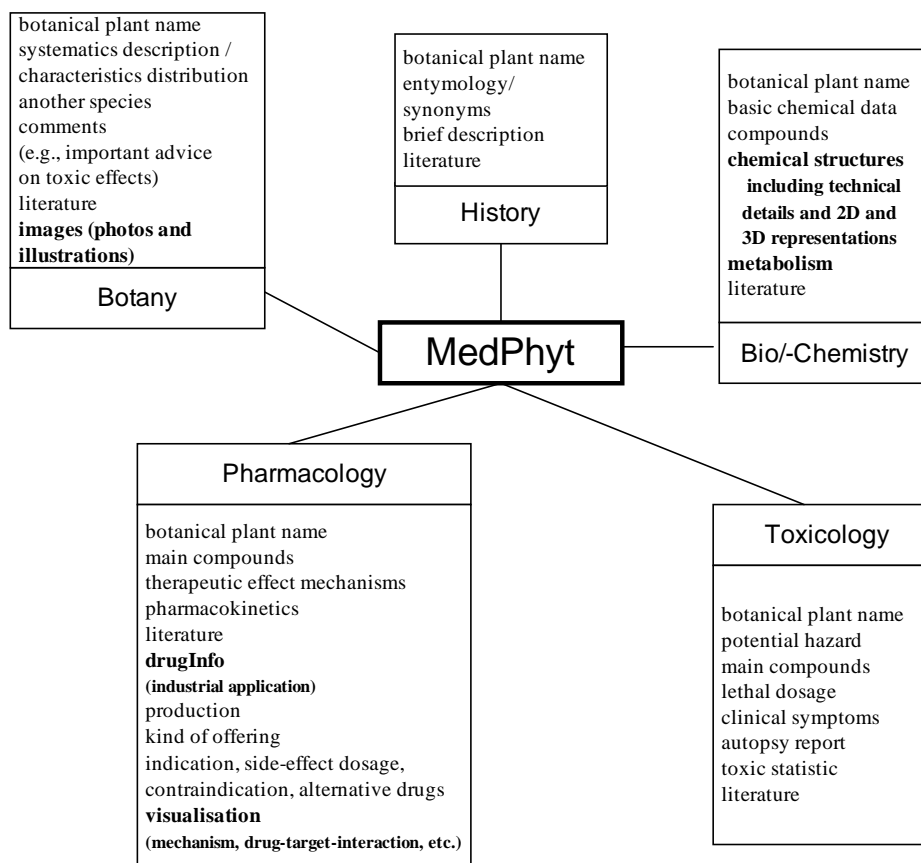 botanical plant name
systematics description /
characteristics distribution
another species
comments
(e.g., important advice
on toxic effects)
literature
images (photos and
illustrations)
Botany
botanical plant name
entymology/
synonyms
brief description
literature
History
botanical plant name
basic chemical data
compounds
chemical structures
including technical
details and 2D and
3D representations
metabolism
literature
Bio/-Chemistry
MedPhyt
Pharmacology
botanical plant name
main compounds
therapeutic effect mechanisms
pharmacokinetics
literature
drugInfo
(industrial application)
production
kind of offering
indication, side-effect dosage,
contraindication, alternative drugs
visualisation
(mechanism, drug-target-interaction, etc.)
Toxicology
botanical plant name
potential hazard
main compounds
lethal dosage
clinical symptoms
autopsy report
toxic statistic
literature